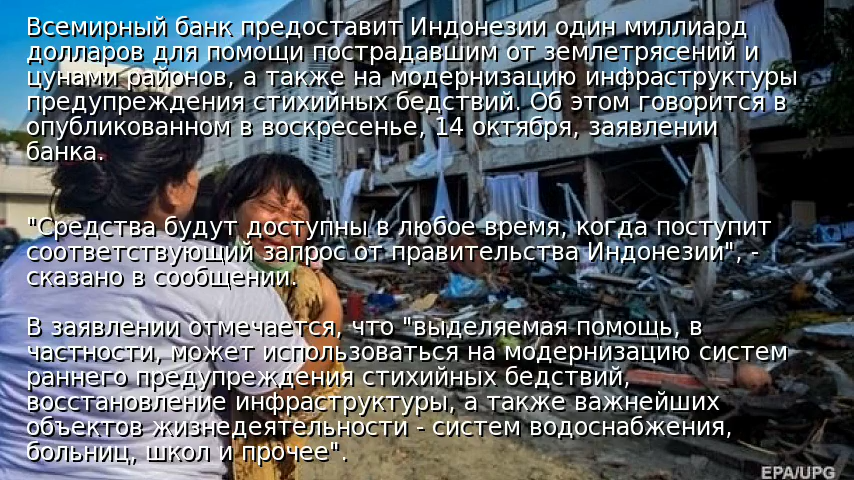 Всемирный банк предоставит Индонезии один миллиард
долларов для помощи пострадавшим от землетрясений и
цунами районов, а также на модернизацию инфраструктуры
предупреждения стихийных бедствий. Об этом говорится в
опубликованном в воскресенье, 14 октября, заявлении
банка.
"Средства будут доступны в любое время, когда поступит
соответствующий запрос от правительства Индонезии", -
сказано в сообщении.
В заявлении отмечается, что "выделяемая помощь, в
частности, может использоваться на модернизацию систем
раннего предупреждения стихийных бедствий,
восстановление инфраструктуры, а также важнейших
объектов жизнедеятельности - систем водоснабжения,
больниц, школ и прочее".
EPA/UPG